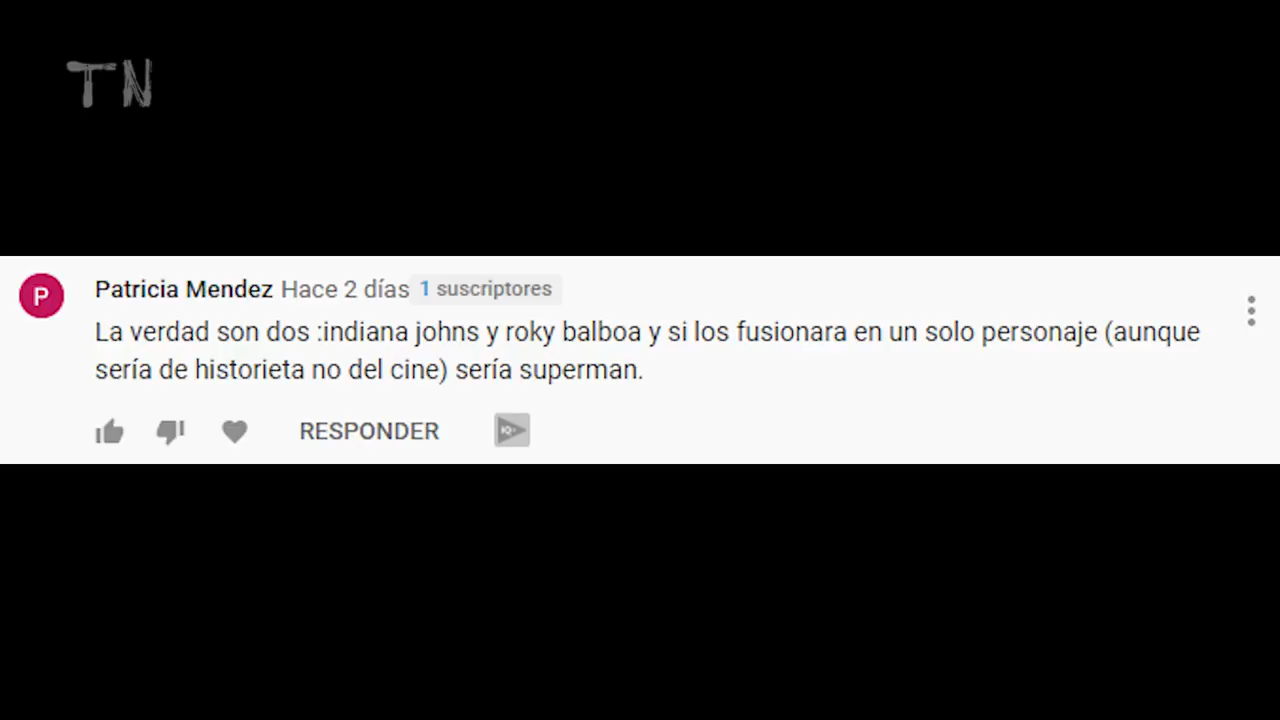 TN
P
Patricia Mendez Hace 2 días 1 suscriptores
La verdad son dos :indiana johns y roky balboa y si los fusionara en un solo personaje (aunque
sería de historieta no del cine) sería superman.
RESPONDER
IQ